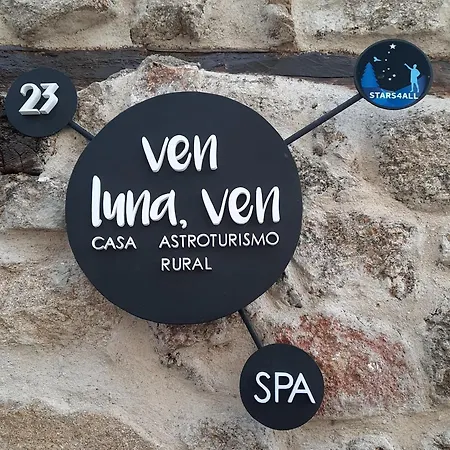 23
STARS4ALL
ven
luna, ven
CASA ASTROTURISMO
RURAL
SPA